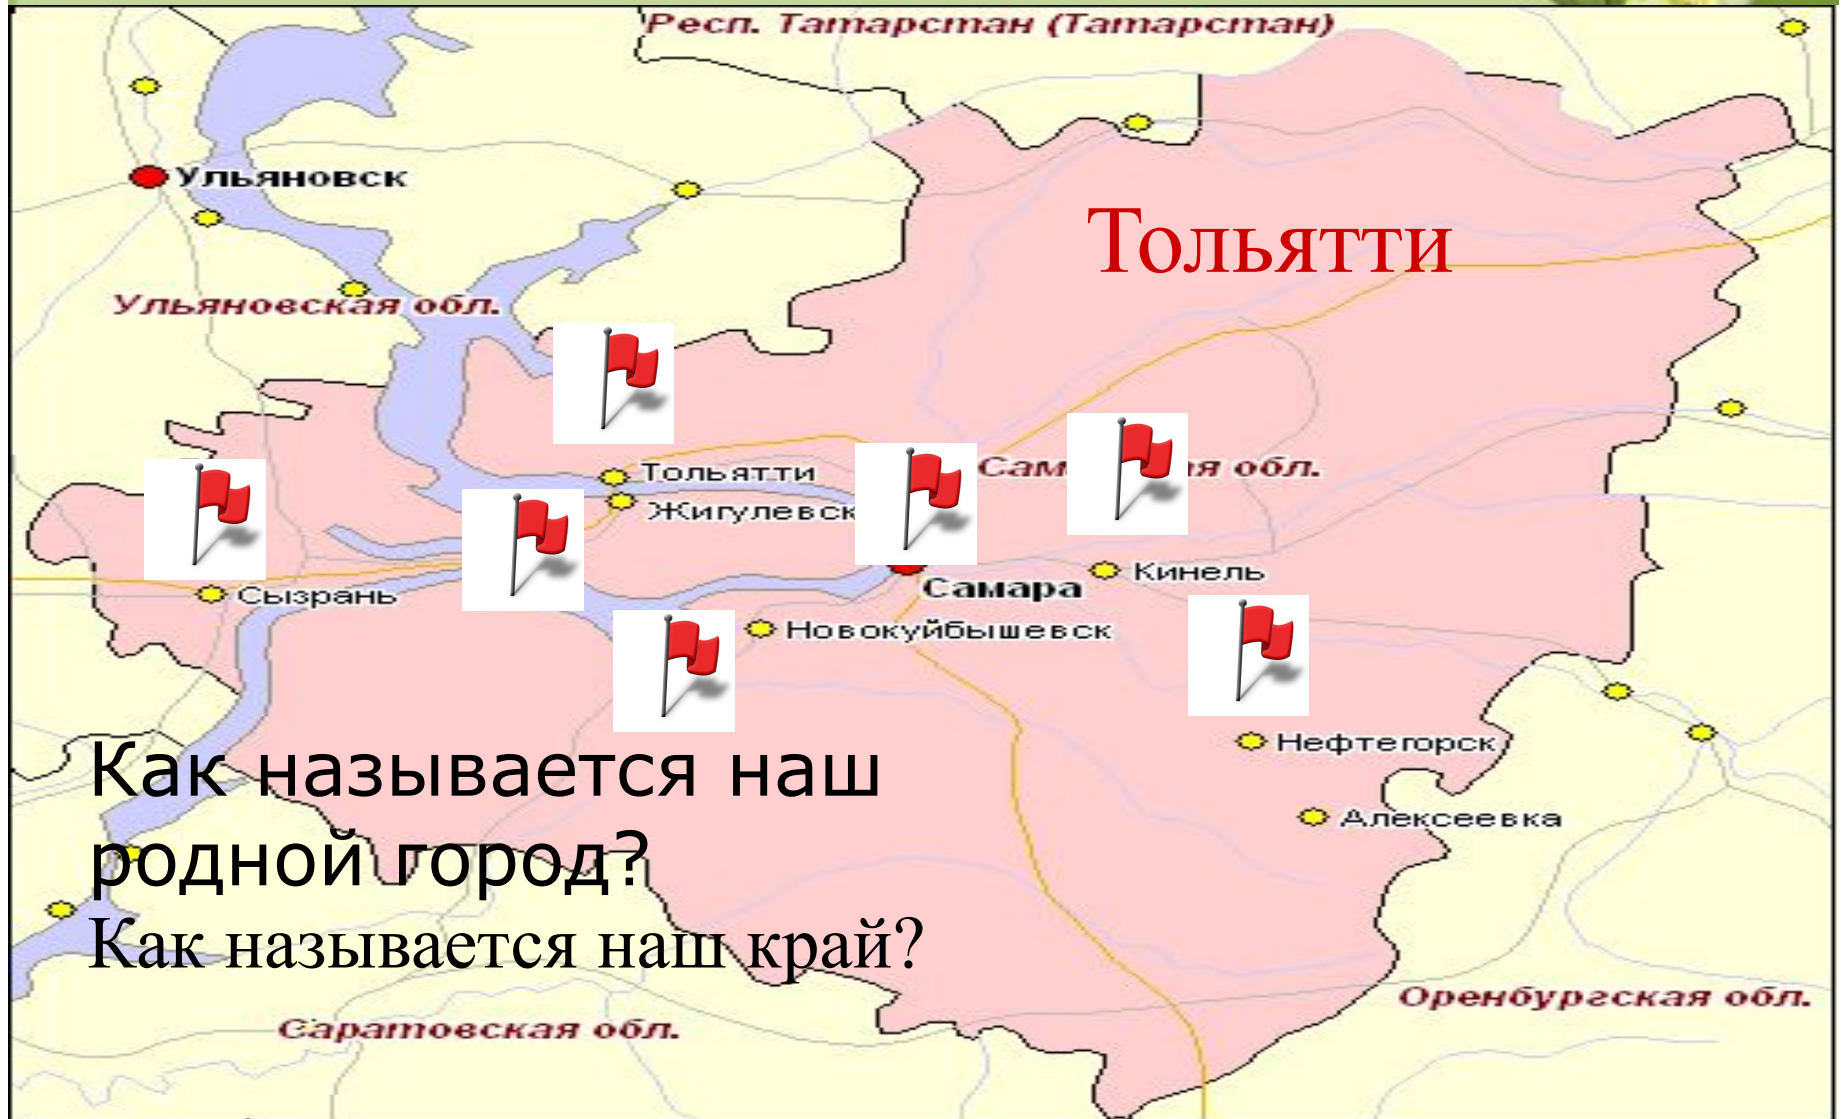 Респ. Татарстан (Татарстан)
Ульяновск
Тольятти
Ульяновская обл.
Тольятти
обл.
Жигулевск
Самара
Кинель
Сызрань
Новокуйбышевск
Нефтегорск
Как называется наш
родной город?
Алексеевка
Как называется наш край?
Оренбургская обл.
Саратовская обл.